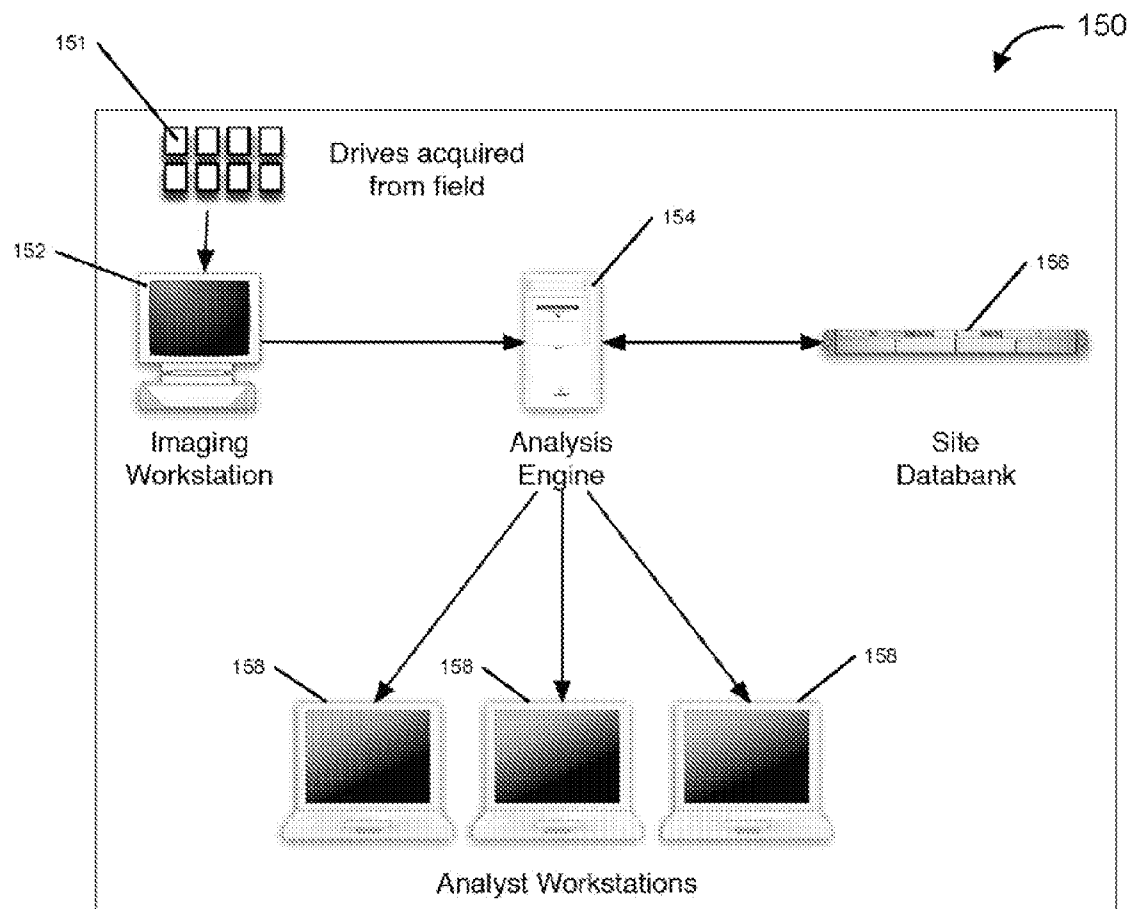 150
151
Drives acquired
from field
152
154
156
Imaging
Workstation
Analysis
Engine
Site
Databank
158
158
158
Analyst Workstations